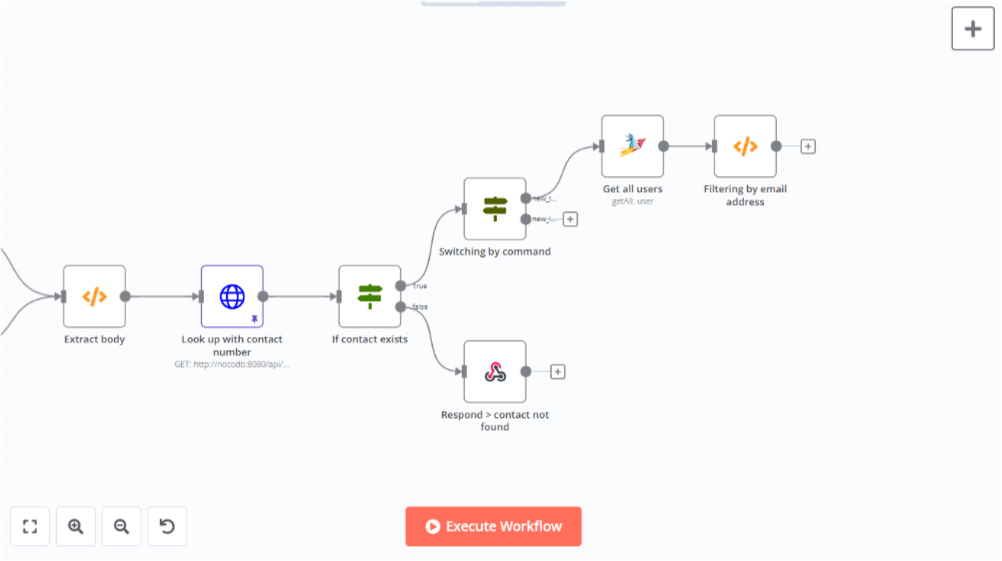 Get all users
getAll: user
Filtering by email
address
new_t...
new_i...
Switching by command
true
false
Extract body
Look up with contact
number
GET: http://nocodb:8080/api/...
If contact exists
Respond > contact not
found
Execute Workflow